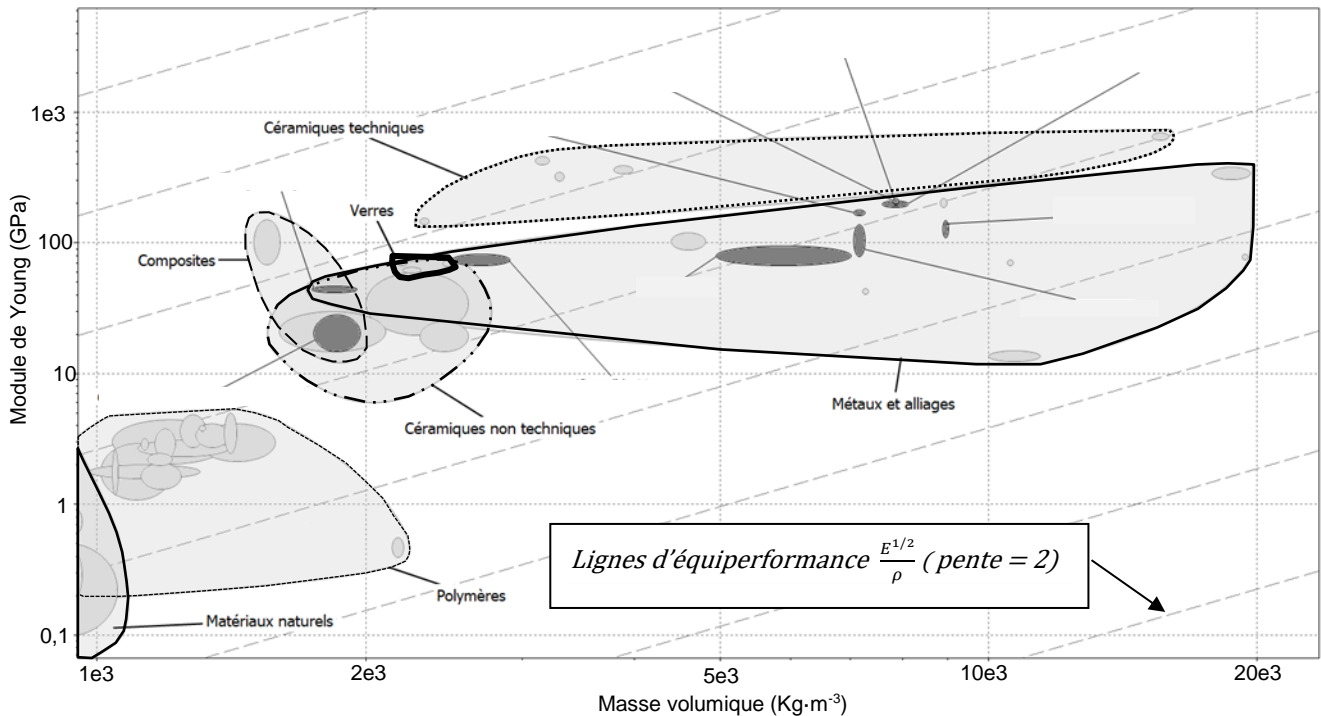 1e3
Céramiques techniques
Verres
100
Composites
10
Métaux et alliages
Céramiques non techniques
1
Lignes d'équiperformance E^{1/2}/ρ ( pente = 2)
Polymères
Matériaux naturels
0,1
1e3
2e3
5e3
10e3
20e3
Masse volumique (Kg·m⁻³)
Module de Young (GPa)